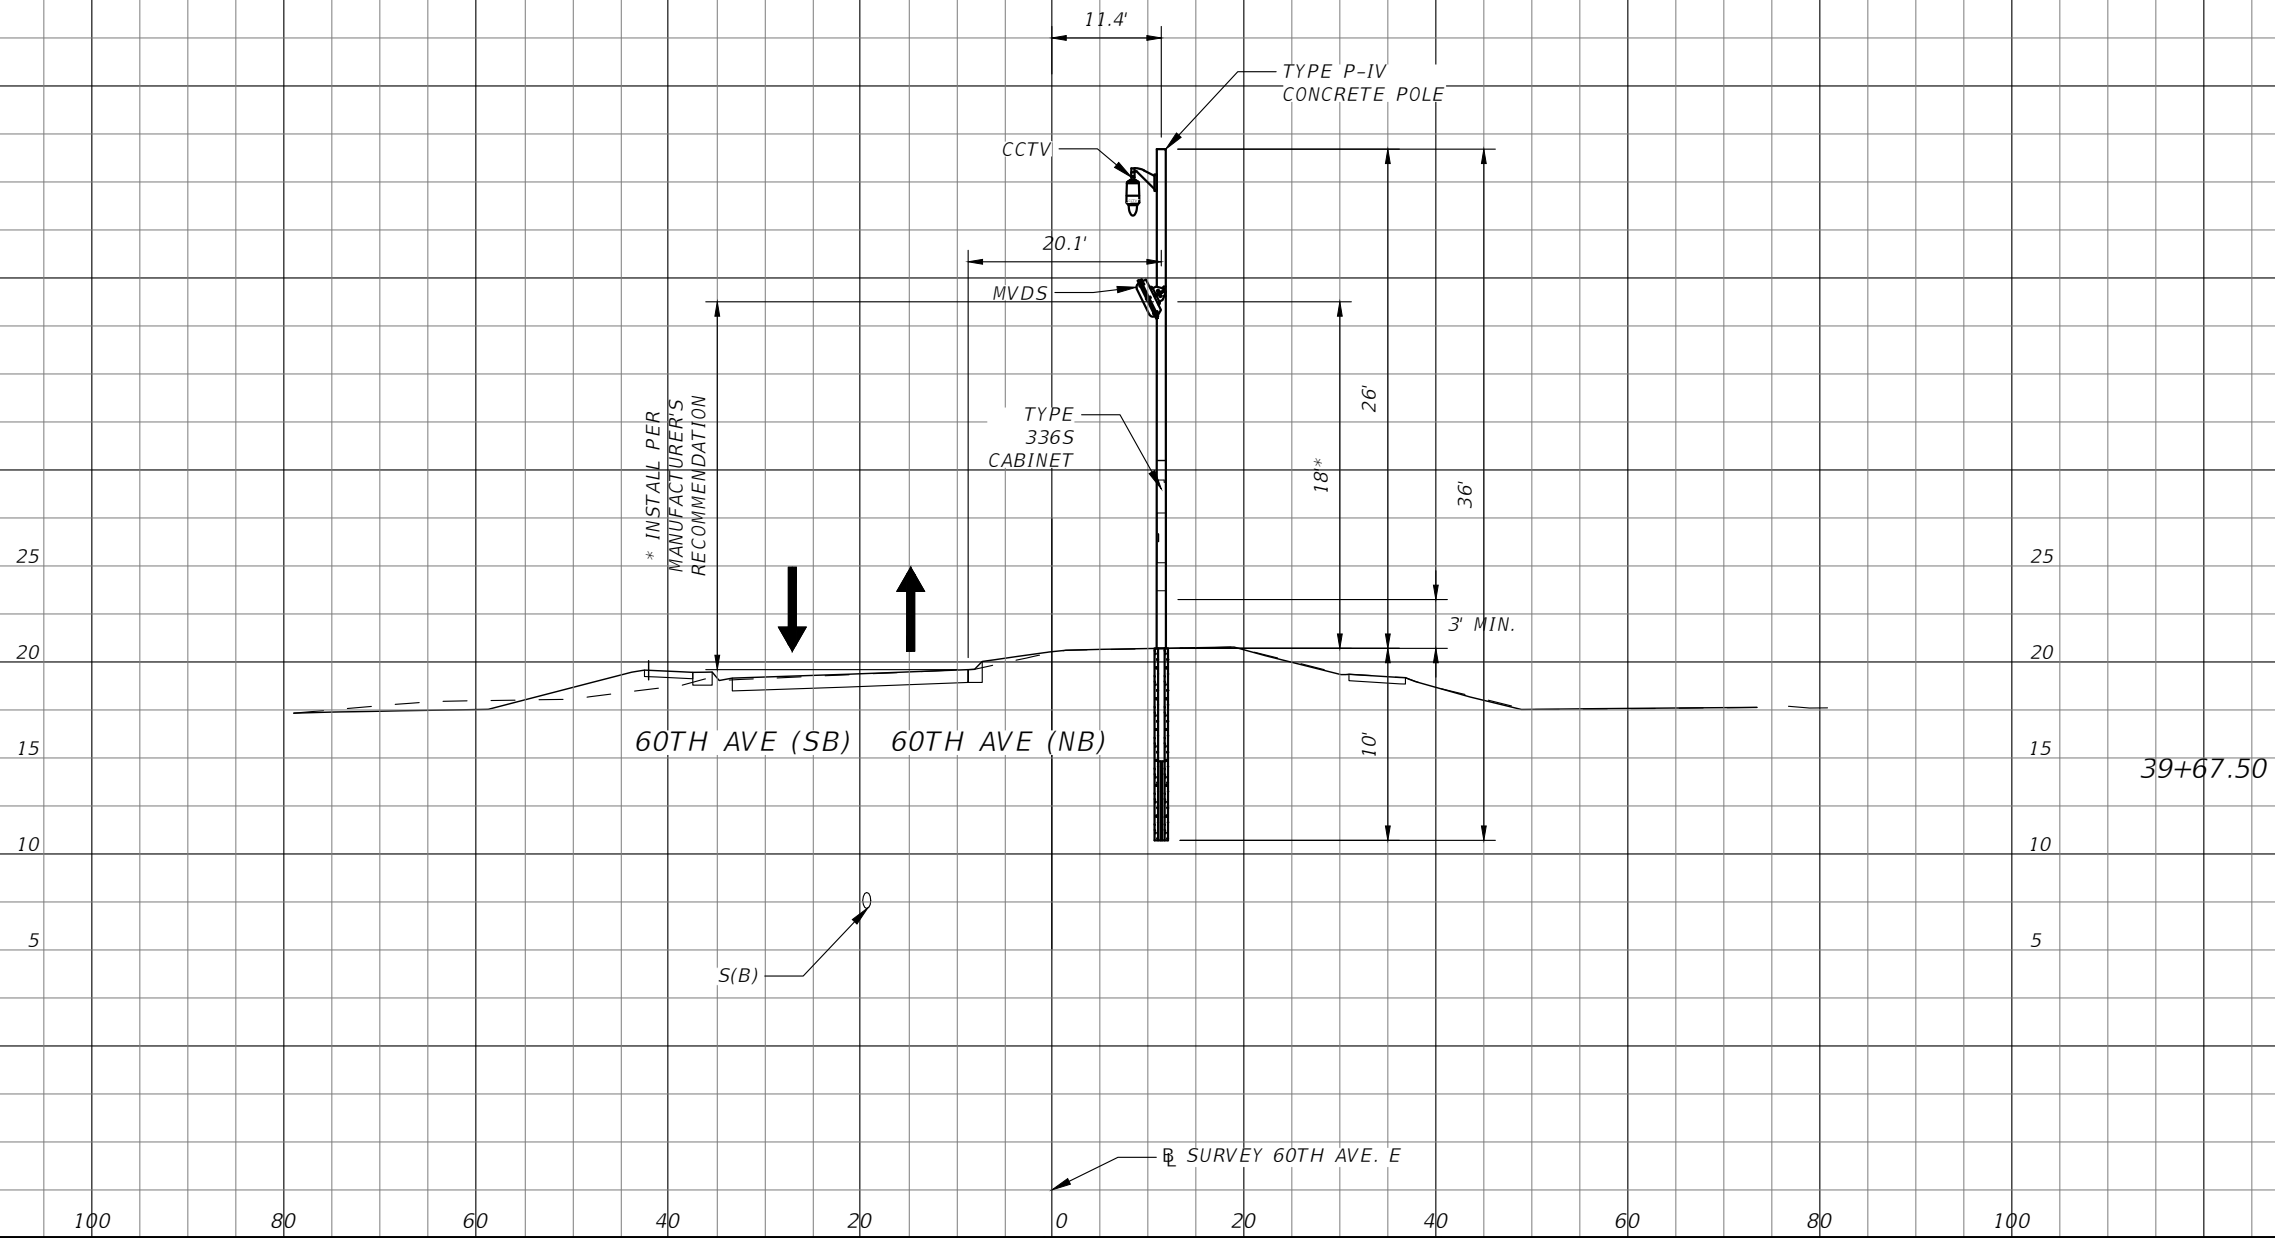 11.4'
TYPE P-IV
CONCRETE POLE
CCTV
20.1'
MVDS
* INSTALL PER
MANUFACTURER'S
RECOMMENDATION
TYPE
336S
CABINET
26'
18'*
36'
25
25
3' MIN.
20
20
60TH AVE (SB)
60TH AVE (NB)
15
10'
15
39+67.50
10
10
5
5
S(B)
BL SURVEY 60TH AVE. E
100
80
60
40
20
0
20
40
60
80
100